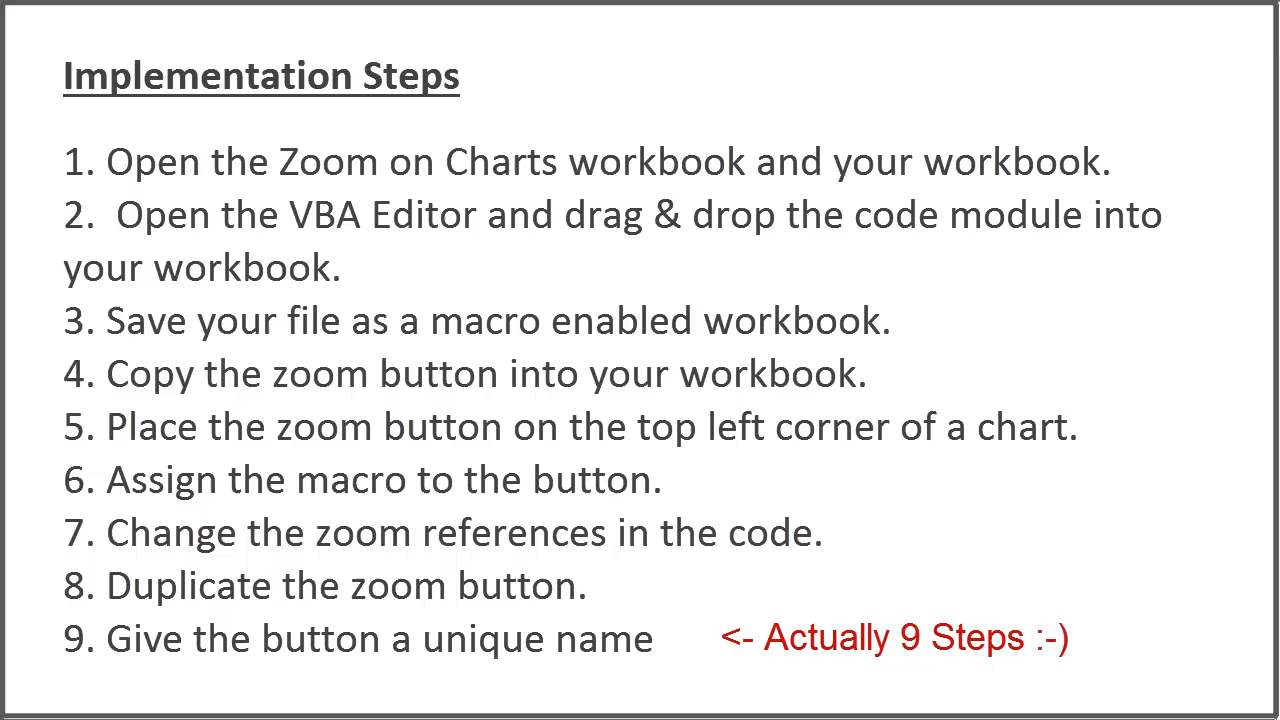 Implementation Steps
1. Open the Zoom on Charts workbook and your workbook.
2.  Open the VBA Editor and drag & drop the code module into
your workbook.
3. Save your file as a macro enabled workbook.
4. Copy the zoom button into your workbook.
5. Place the zoom button on the top left corner of a chart.
6. Assign the macro to the button.
7. Change the zoom references in the code.
8. Duplicate the zoom button.
9. Give the button a unique name <- Actually 9 Steps :-)